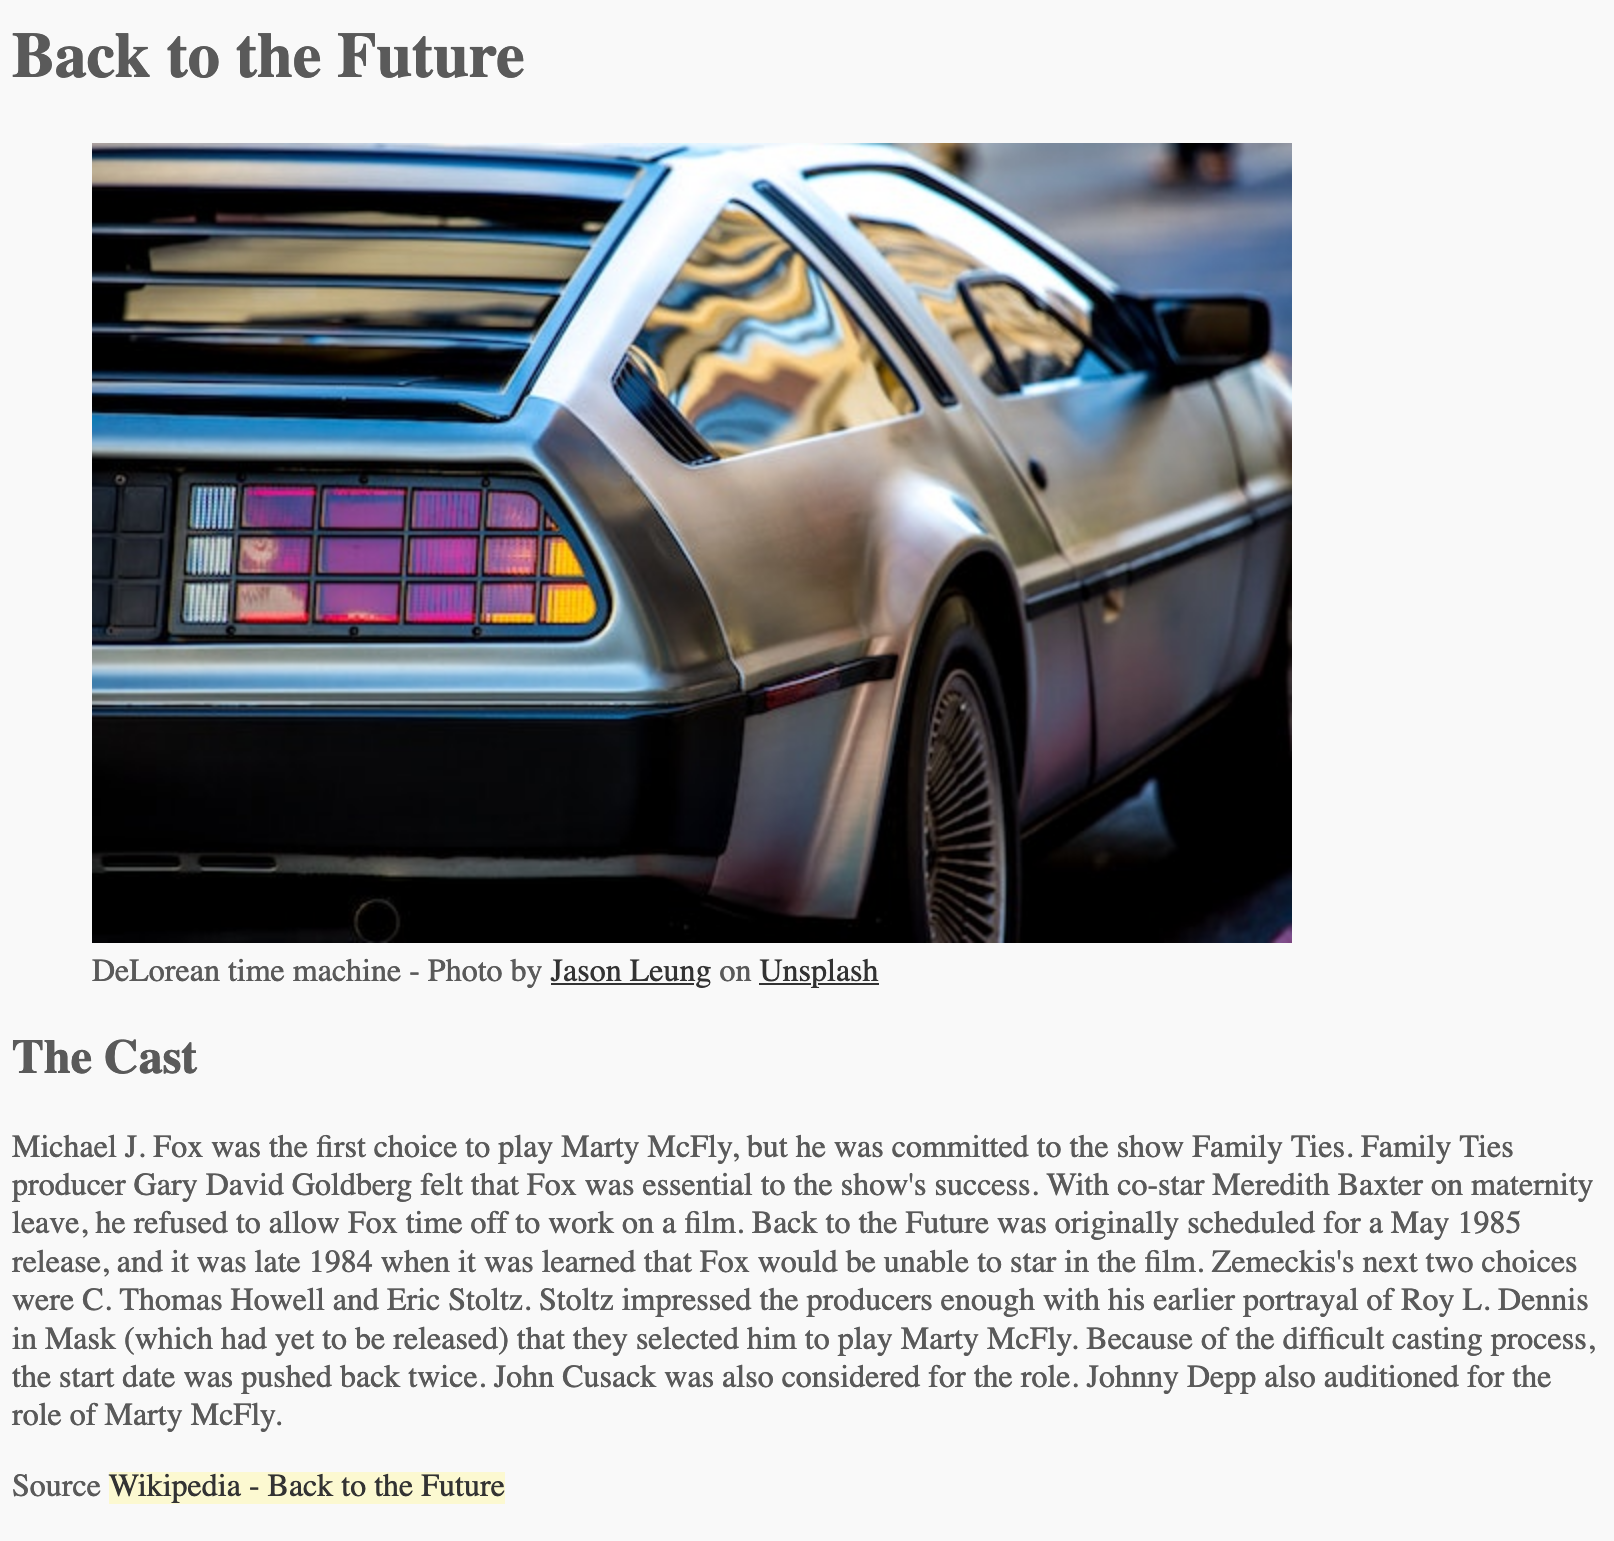 Back to the Future
DeLorean time machine - Photo by Jason Leung on Unsplash
The Cast
Michael J. Fox was the first choice to play Marty McFly, but he was committed to the show Family Ties. Family Ties
producer Gary David Goldberg felt that Fox was essential to the show's success. With co-star Meredith Baxter on maternity
leave, he refused to allow Fox time off to work on a film. Back to the Future was originally scheduled for a May 1985
release, and it was late 1984 when it was learned that Fox would be unable to star in the film. Zemeckis's next two choices
were C. Thomas Howell and Eric Stoltz. Stoltz impressed the producers enough with his earlier portrayal of Roy L. Dennis
in Mask (which had yet to be released) that they selected him to play Marty McFly. Because of the difficult casting process,
the start date was pushed back twice. John Cusack was also considered for the role. Johnny Depp also auditioned for the
role of Marty McFly.
Source Wikipedia - Back to the Future